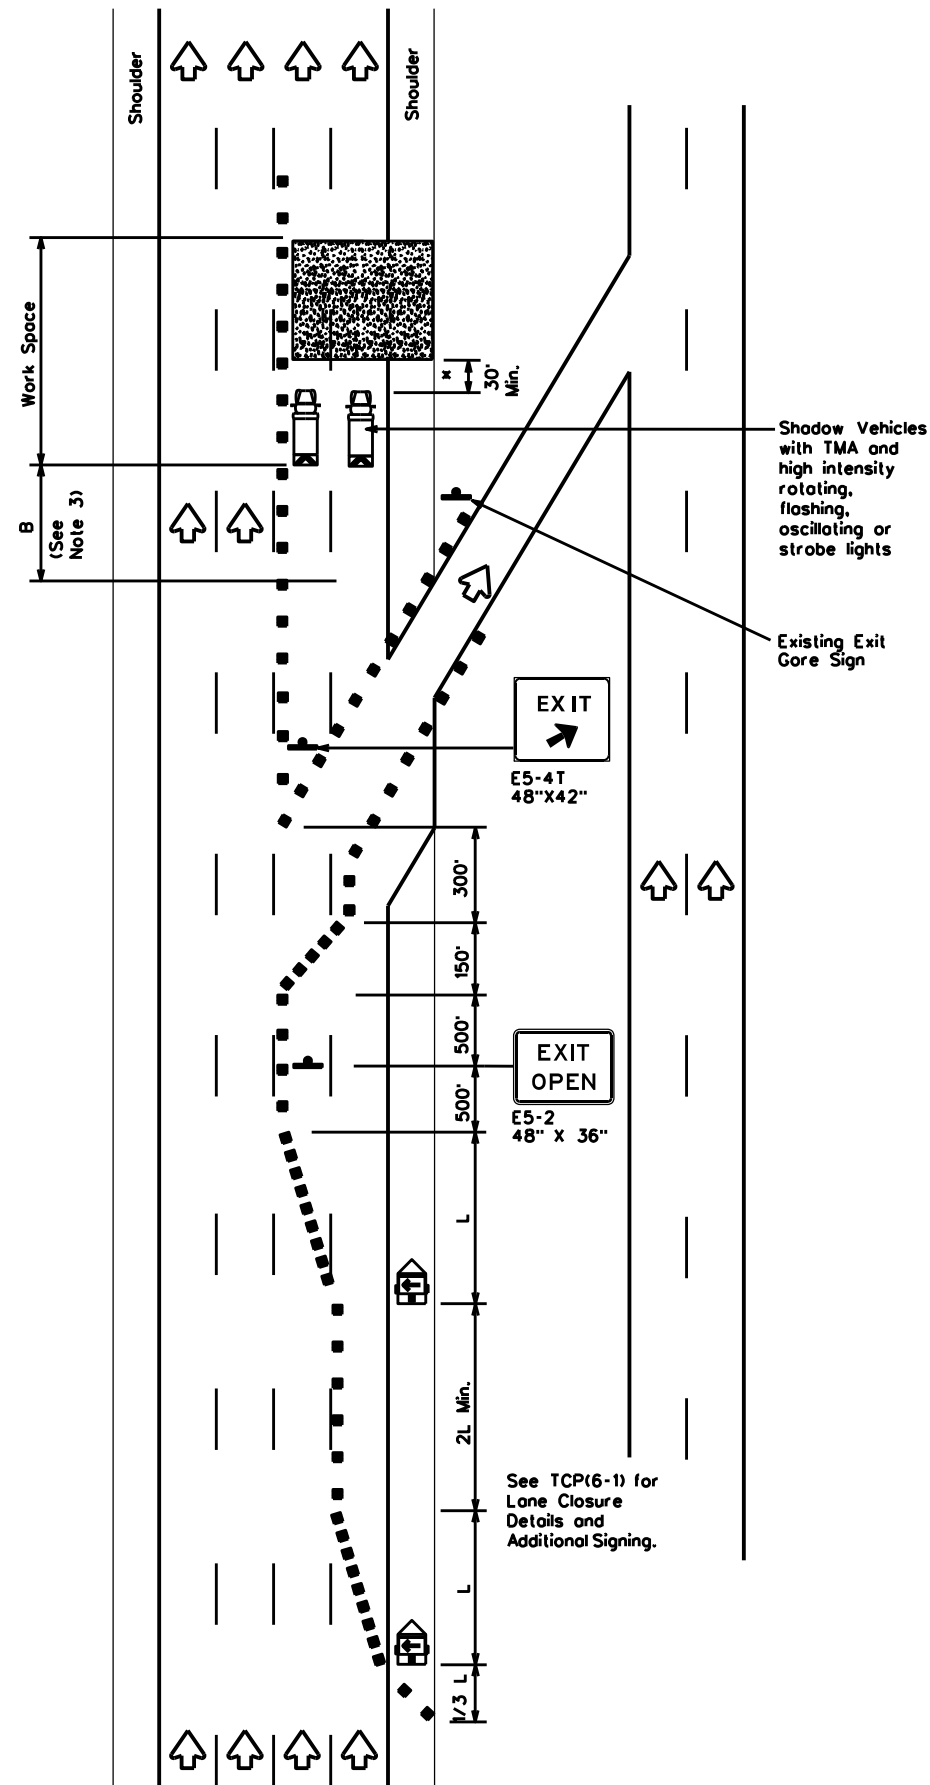 Shoulder
Shoulder
Work Space
x
30'
Min.
B
(See
Note 3)
Shadow Vehicles
with TMA and
high intensity
rotating,
flashing,
oscillating or
strobe lights
Existing Exit
Gore Sign
EXIT
E5-4T
48"X42"
300'
150'
500'
EXIT
OPEN
500'
E5-2
48" X 36"
L
2L Min.
See TCP(6-1) for
Lane Closure
Details and
Additional Signing.
L
1/3 L